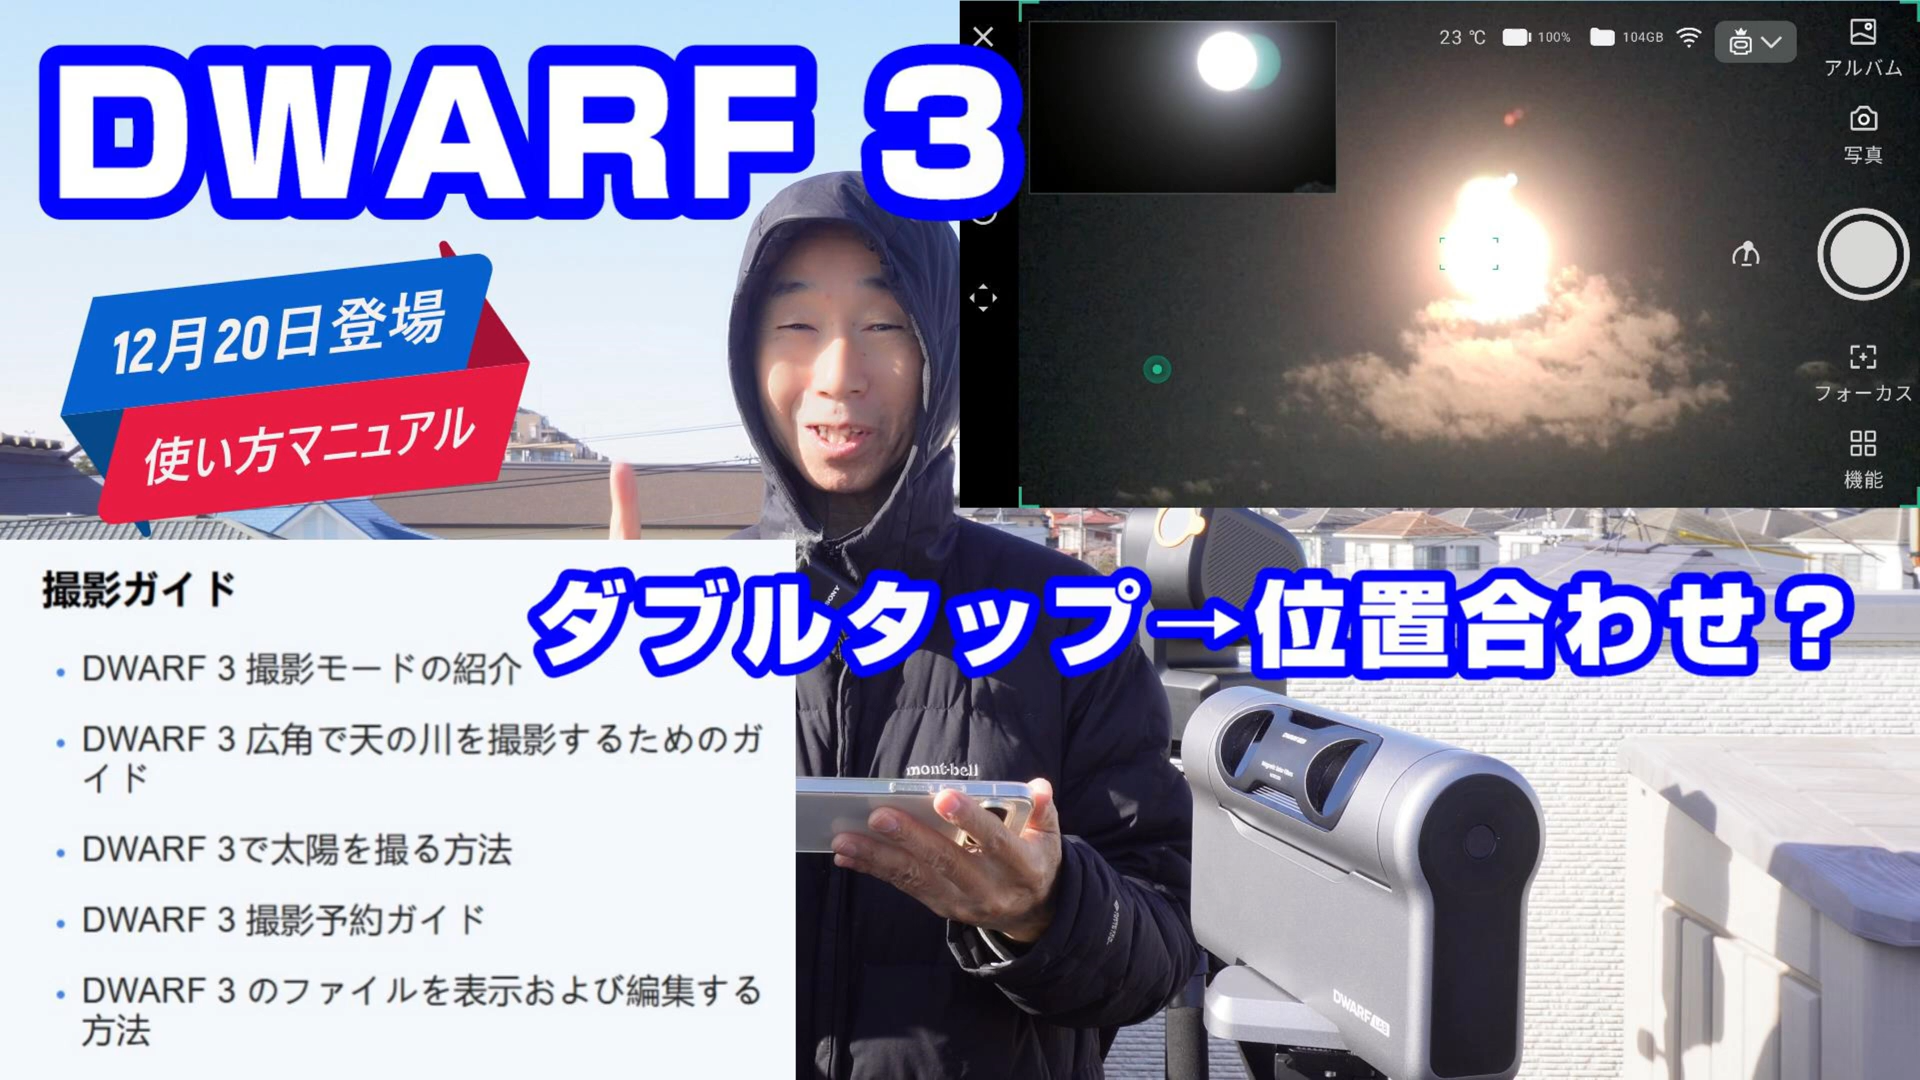 DWARF 3
12月20日登場
使い方マニュアル
23 ℃ 100% 104GB
アルバム
写真
フォーカス
機能
ダブルタップ→位置合わせ？
撮影ガイド
• DWARF 3 撮影モードの紹介
• DWARF 3 広角で天の川を撮影するためのガ
イド
• DWARF 3で太陽を撮る方法
• DWARF 3 撮影予約ガイド
• DWARF 3 のファイルを表示および編集する
方法
SONY
mont-bell
DWARFLAB